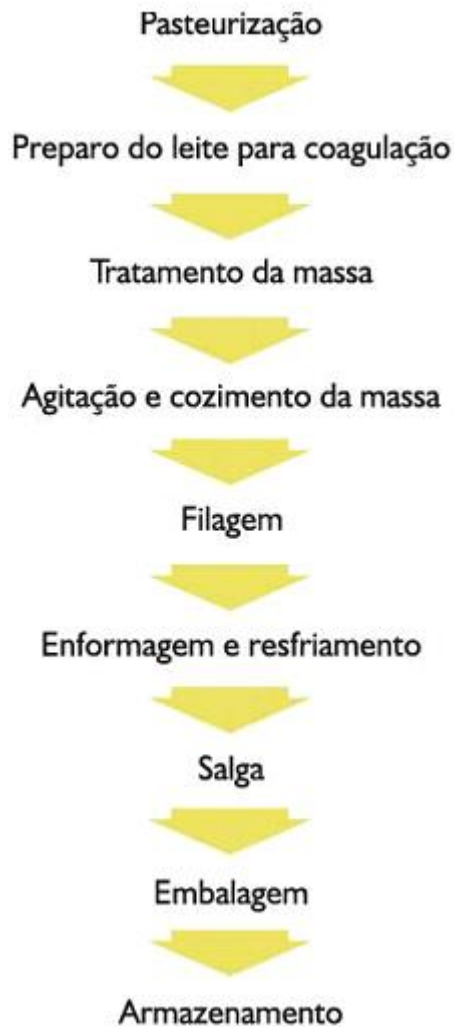 Pasteurização
Preparo do leite para coagulação
Tratamento da massa
Agitação e cozimento da massa
Filagem
Enformagem e resfriamento
Salga
Embalagem
Armazenamento